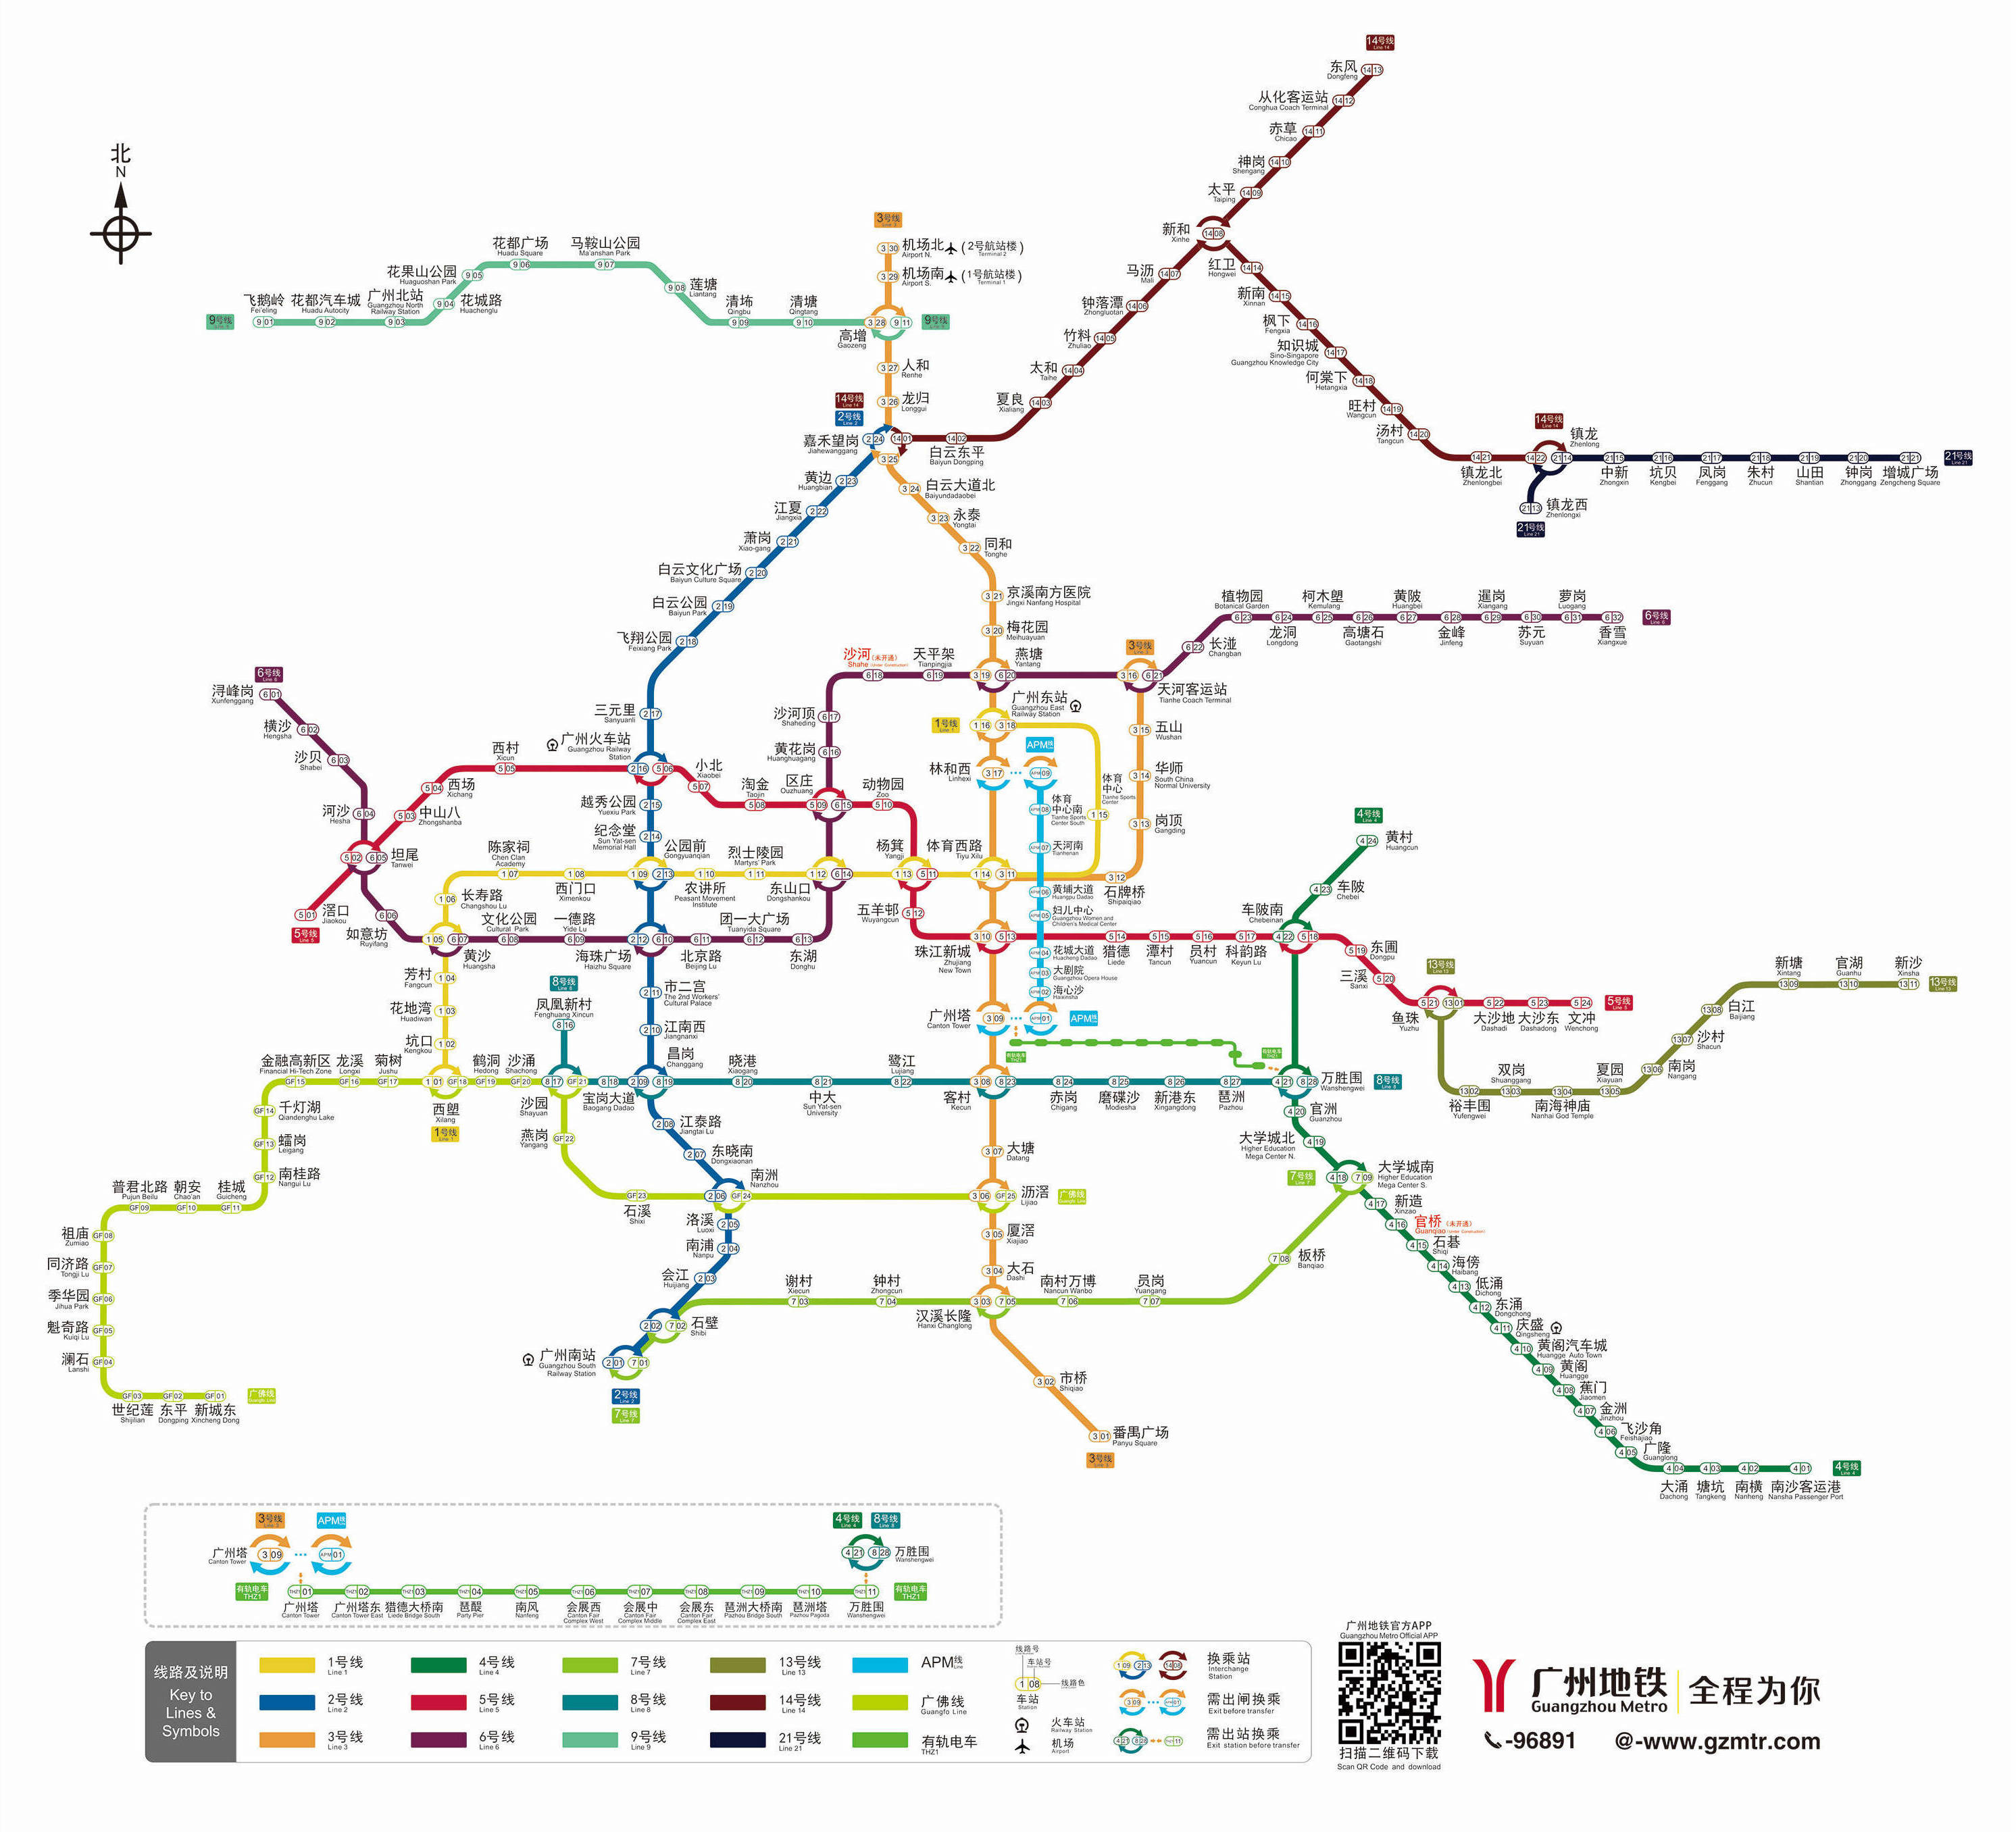 14号线
Line 14
东风
Dongfeng
14 13
从化客运站
Conghua Coach Terminal
14 12
赤草
Chicao
14 11
神岗
Shengang
14 10
太平
Taiping
14 09
新和
Xinhe
14 08
北
N
马沥
Mali
14 07
钟落潭
Zhongluotan
14 06
竹料
Zhuliao
14 05
太和
Taihe
14 04
夏良
Xialiang
14 03
白云东平
Baiyun Dongping
14 02
红卫
Hongwei
14 14
新南
Xinnan
14 15
枫下
Fengxia
14 16
知识城
Sino-Singapore
Guangzhou Knowledge City
14 17
何棠下
Hetangxia
14 18
旺村
Wangcun
14 19
汤村
Tangcun
14 20
镇龙北
Zhenlongbei
14 21
14号线
Line 14
镇龙
Zhenlong
14 22
21 14
中新
Zhongxin
21 15
坑贝
Kengbei
21 16
凤岗
Fenggang
21 17
朱村
Zhucun
21 18
山田
Shantian
21 19
钟岗
Zhonggang
21 20
增城广场
Zengcheng Square
21 21
21号线
Line 21
镇龙西
Zhenlongxi
21 13
21号线
Line 21
9号线
Line 9
飞鹅岭
Fei'eling
9 01
花都汽车城
Huadu Autocity
9 02
广州北站
Guangzhou North
Railway Station
9 03
花城路
Huachenglu
9 04
花果山公园
Huaguoshan Park
9 05
花都广场
Huadu Square
9 06
马鞍山公园
Ma'anshan Park
9 07
莲塘
Liantang
9 08
清㘵
Qingbu
9 09
清塘
Qingtang
9 10
高增
Gaozeng
3 28
9 11
9号线
Line 9
3号线
Line 3
机场北 (2号航站楼)
Airport N. Terminal 2
3 30
机场南 (1号航站楼)
Airport S. Terminal 1
3 29
人和
Renhe
3 27
龙归
Longgui
3 26
14号线
Line 14
2号线
Line 2
嘉禾望岗
Jiahewanggang
2 24
14 01
3 25
黄边
Huangbian
2 23
江夏
Jiangxia
2 22
萧岗
Xiao-gang
2 21
白云文化广场
Baiyun Culture Square
2 20
白云公园
Baiyun Park
2 19
飞翔公园
Feixiang Park
2 18
三元里
Sanyuanli
2 17
广州火车站
Guangzhou Railway
Station
2 16
5 06
越秀公园
Yuexiu Park
2 15
纪念堂
Sun Yat-sen
Memorial Hall
2 14
公园前
Gongyuanqian
1 09
2 13
海珠广场
Haizhu Square
2 12
6 10
市二宫
The 2nd Workers'
Cultural Palace
2 11
江南西
Jiangnanxi
2 10
昌岗
Changgang
2 09
8 19
江泰路
Jiangtai Lu
2 08
东晓南
Dongxiaonan
2 07
南洲
Nanzhou
2 06
GF 24
洛溪
Luoxi
2 05
南浦
Nanpu
2 04
会江
Huijiang
2 03
石壁
Shibi
2 02
7 02
广州南站
Guangzhou South
Railway Station
2 01
7 01
2号线
Line 2
7号线
Line 7
白云大道北
Baiyundadaobei
3 24
永泰
Yongtai
3 23
同和
Tonghe
3 22
京溪南方医院
Jingxi Nanfang Hospital
3 21
梅花园
Meihuayuan
3 20
燕塘
Yantang
3 19
6 20
广州东站
Guangzhou East
Railway Station
1号线
Line 1
1 16
3 18
林和西
Linhexi
3 17
APM 09
APM线
体育西路
Tiyu Xilu
1 14
3 11
珠江新城
Zhujiang
New Town
3 10
5 13
广州塔
Canton Tower
3 09
APM 01
APM线
客村
Kecun
3 08
8 23
大塘
Datang
3 07
沥滘
Lijiao
3 06
GF 25
广佛线
Guangfo Line
厦滘
Xiajiao
3 05
大石
Dashi
3 04
汉溪长隆
Hanxi Changlong
3 03
7 05
市桥
Shiqiao
3 02
番禺广场
Panyu Square
3 01
3号线
Line 3
3号线
Line 3
天河客运站
Tianhe Coach Terminal
3 16
6 21
五山
Wushan
3 15
华师
South China
Normal University
3 14
岗顶
Gangding
3 13
石牌桥
Shipaiqiao
3 12
体育
中心
Tianhe Sports
Center
1 15
体育
中心南
Tianhe Sports
Center South
APM 08
天河南
Tianhenan
APM 07
黄埔大道
Huangpu Dadao
APM 06
妇儿中心
Guangzhou Women and
Children's Medical Center
APM 05
花城大道
Huacheng Dadao
APM 04
大剧院
Guangzhou Opera House
APM 03
海心沙
Haixinsha
APM 02
有轨电车
THZ1
有轨电车
THZ1
6号线
Line 6
浔峰岗
Xunfenggang
6 01
横沙
Hengsha
6 02
沙贝
Shabei
6 03
河沙
Hesha
6 04
坦尾
Tanwei
5 02
6 05
如意坊
Ruyifang
6 06
黄沙
Huangsha
1 05
6 07
文化公园
Cultural Park
6 08
一德路
Yide Lu
6 09
北京路
Beijing Lu
6 11
团一大广场
Tuanyida Square
6 12
东湖
Donghu
6 13
东山口
Dongshankou
1 12
6 14
区庄
Ouzhuang
5 09
6 15
黄花岗
Huanghuagang
6 16
沙河顶
Shaheding
6 17
沙河 (未开通)
Shahe (Under Construction)
6 18
天平架
Tianpingjia
6 19
长湴
Changban
6 22
植物园
Botanical Garden
6 23
龙洞
Longdong
6 24
柯木塱
Kemulang
6 25
高塘石
Gaotangshi
6 26
黄陂
Huangbei
6 27
金峰
Jinfeng
6 28
暹岗
Xiangang
6 29
苏元
Suyuan
6 30
萝岗
Luogang
6 31
香雪
Xiangxue
6 32
6号线
Line 6
滘口
Jiaokou
5 01
5号线
Line 5
中山八
Zhongshanba
5 03
西场
Xichang
5 04
西村
Xicun
5 05
小北
Xiaobei
5 07
淘金
Taojin
5 08
动物园
Zoo
5 10
杨箕
Yangji
1 13
5 11
五羊邨
Wuyangcun
5 12
猎德
Liede
5 14
潭村
Tancun
5 15
员村
Yuancun
5 16
科韵路
Keyun Lu
5 17
车陂南
Chebeinan
4 22
5 18
东圃
Dongpu
5 19
三溪
Sanxi
5 20
鱼珠
Yuzhu
5 21
13 01
大沙地
Dashadi
5 22
大沙东
Dashadong
5 23
文冲
Wenchong
5 24
5号线
Line 5
13号线
Line 13
裕丰围
Yufengwei
13 02
双岗
Shuanggang
13 03
南海神庙
Nanhai God Temple
13 04
夏园
Xiayuan
13 05
南岗
Nangang
13 06
沙村
Shacun
13 07
白江
Baijiang
13 08
新塘
Xintang
13 09
官湖
Guanhu
13 10
新沙
Xinsha
13 11
13号线
Line 13
陈家祠
Chen Clan
Academy
1 07
西门口
Ximenkou
1 08
农讲所
Peasant Movement
Institute
1 10
烈士陵园
Martyrs' Park
1 11
长寿路
Changshou Lu
1 06
芳村
Fangcun
1 04
花地湾
Huadiwan
1 03
坑口
Kengkou
1 02
西塱
Xilang
1 01
GF 18
1号线
Line 1
8号线
Line 8
凤凰新村
Fenghuang Xincun
8 16
沙园
Shayuan
8 17
GF 21
宝岗大道
Baogang Dadao
8 18
晓港
Xiaogang
8 20
中大
Sun Yat-sen
University
8 21
鹭江
Lujiang
8 22
赤岗
Chigang
8 24
磨碟沙
Modiesha
8 25
新港东
Xingangdong
8 26
琶洲
Pazhou
8 27
万胜围
Wanshengwei
4 21
8 28
8号线
Line 8
金融高新区
Financial Hi-Tech Zone
GF 15
龙溪
Longxi
GF 16
菊树
Jushu
GF 17
鹤洞
Hedong
GF 19
沙涌
Shachong
GF 20
燕岗
Yangang
GF 22
石溪
Shixi
GF 23
千灯湖
Qiandenghu Lake
GF 14
𧒽岗
Leigang
GF 13
南桂路
Nangui Lu
GF 12
桂城
Guicheng
GF 11
朝安
Chao'an
GF 10
普君北路
Pujun Beilu
GF 09
祖庙
Zumiao
GF 08
同济路
Tongji Lu
GF 07
季华园
Jihua Park
GF 06
魁奇路
Kuiqi Lu
GF 05
澜石
Lanshi
GF 04
世纪莲
Shijilian
GF 03
东平
Dongping
GF 02
新城东
Xincheng Dong
GF 01
广佛线
Guangfo Line
谢村
Xiecun
7 03
钟村
Zhongcun
7 04
南村万博
Nancun Wanbo
7 06
员岗
Yuangang
7 07
板桥
Banqiao
7 08
7号线
Line 7
4号线
Line 4
黄村
Huangcun
4 24
车陂
Chebei
4 23
官洲
Guanzhou
4 20
大学城北
Higher Education
Mega Center N.
4 19
大学城南
Higher Education
Mega Center S.
4 18
7 09
新造
Xinzao
4 17
官桥 (未开通)
Guanqiao (Under Construction)
4 16
石碁
Shiqi
4 15
海傍
Haibang
4 14
低涌
Dichong
4 13
东涌
Dongchong
4 12
庆盛
Qingsheng
4 11
黄阁汽车城
Huangge Auto Town
4 10
黄阁
Huangge
4 09
蕉门
Jiaomen
4 08
金洲
Jinzhou
4 07
飞沙角
Feishajiao
4 06
广隆
Guanglong
4 05
大涌
Dachong
4 04
塘坑
Tangkeng
4 03
南横
Nanheng
4 02
南沙客运港
Nansha Passenger Port
4 01
4号线
Line 4
3号线
Line 3
APM线
4号线
Line 4
8号线
Line 8
广州塔
Canton Tower
3 09
APM 01
4 21
8 28
万胜围
Wanshengwei
有轨电车
THZ1
THZ1 01
THZ1 02
THZ1 03
THZ1 04
THZ1 05
THZ1 06
THZ1 07
THZ1 08
THZ1 09
THZ1 10
THZ1 11
有轨电车
THZ1
广州塔
Canton Tower
广州塔东
Canton Tower East
猎德大桥南
Liede Bridge South
琶醍
Party Pier
南风
Nanfeng
会展西
Canton Fair
Complex West
会展中
Canton Fair
Complex Middle
会展东
Canton Fair
Complex East
琶洲大桥南
Pazhou Bridge South
琶洲塔
Pazhou Pagoda
万胜围
Wanshengwei
线路及说明
Key to
Lines &
Symbols
1号线
Line 1
4号线
Line 4
7号线
Line 7
13号线
Line 13
APM线
Line
2号线
Line 2
5号线
Line 5
8号线
Line 8
14号线
Line 14
广佛线
Guangfo Line
3号线
Line 3
6号线
Line 6
9号线
Line 9
21号线
Line 21
有轨电车
THZ1
线路号
车站号
1 08
线路色
车站
Station
火车站
Railway Station
机场
Airport
1 09
2 13
14 08
换乘站
Interchange
Station
3 09
APM 01
需出闸换乘
Exit before transfer
4 21
8 28
THZ1 11
需出站换乘
Exit station before transfer
广州地铁官方APP
Guangzhou Metro Official APP
扫描二维码下载
Scan QR Code and download
广州地铁
Guangzhou Metro
全程为你
-96891
@-www.gzmtr.com